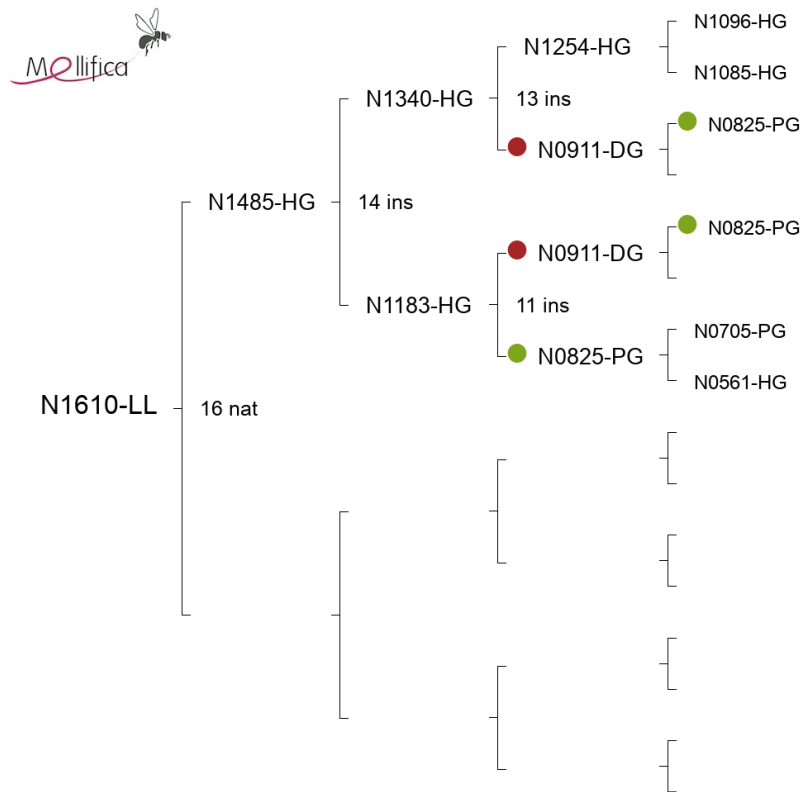 Mellifica
N1096-HG
N1254-HG
N1085-HG
N1340-HG
13 ins
N0825-PG
N0911-DG
N1485-HG
14 ins
N0825-PG
N0911-DG
N1183-HG
11 ins
N0705-PG
N0825-PG
N0561-HG
N1610-LL
16 nat